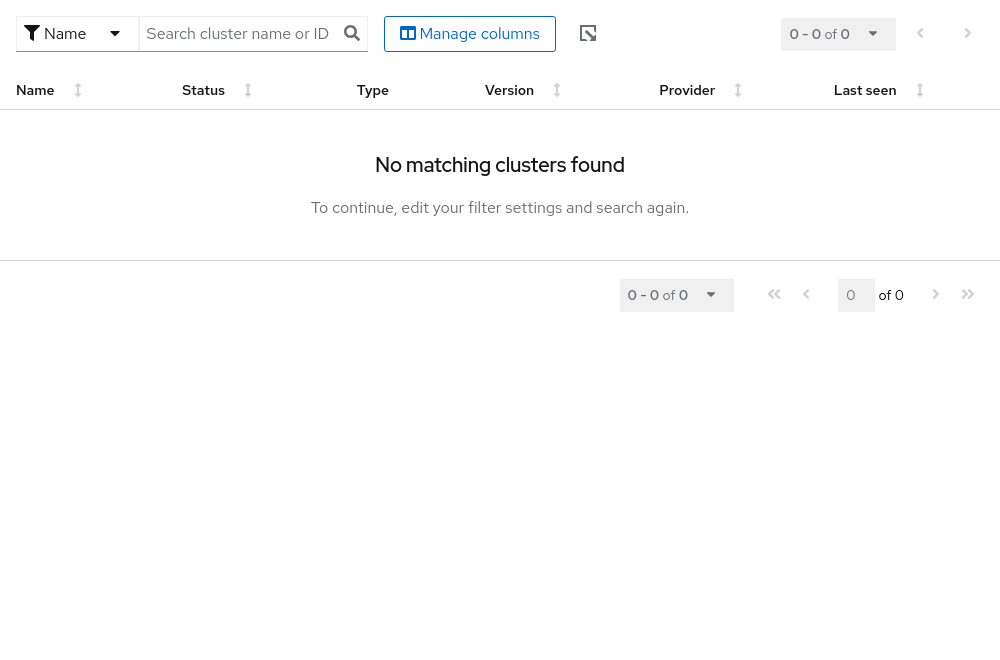 Name Search cluster name or ID Manage columns 0 - 0 of 0
Name Status Type Version Provider Last seen
No matching clusters found
To continue, edit your filter settings and search again.
0 - 0 of 0 0 of 0